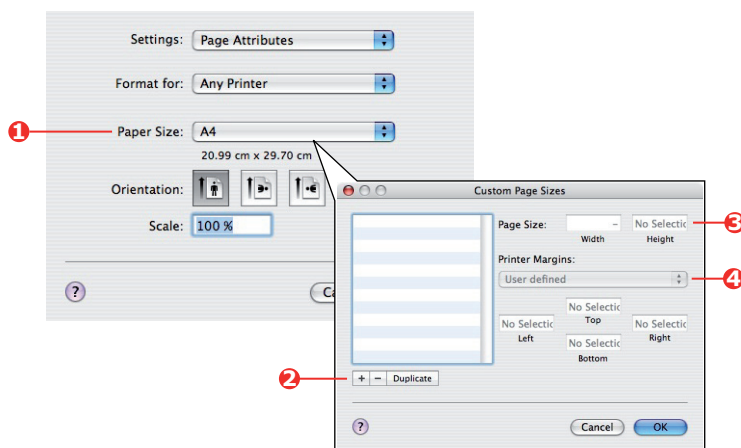 Settings: Page Attributes
Format for: Any Printer
1 Paper Size: A4
20.99 cm x 29.70 cm
Orientation:
Scale: 100 %
?
Ca
Custom Page Sizes
Page Size: – No Selectic 3
Width Height
Printer Margins:
User defined 4
No Selectic
Top
No Selectic No Selectic
Left Right
No Selectic
Bottom
2 + − Duplicate
? Cancel OK